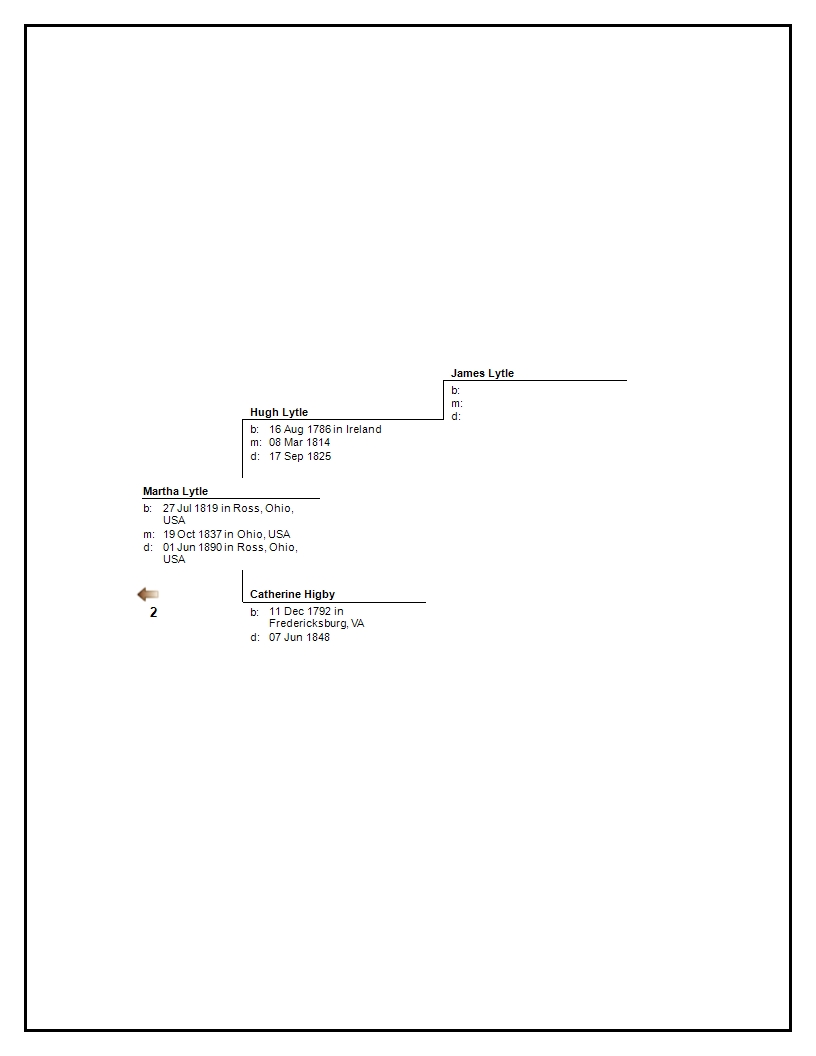 James Lytle
b:
m:
d:
Hugh Lytle
b: 16 Aug 1786 in Ireland
m: 08 Mar 1814
d: 17 Sep 1825
Martha Lytle
b: 27 Jul 1819 in Ross, Ohio,
USA
m: 19 Oct 1837 in Ohio, USA
d: 01 Jun 1890 in Ross, Ohio,
USA
2
Catherine Higby
b: 11 Dec 1792 in
Fredericksburg, VA
d: 07 Jun 1848